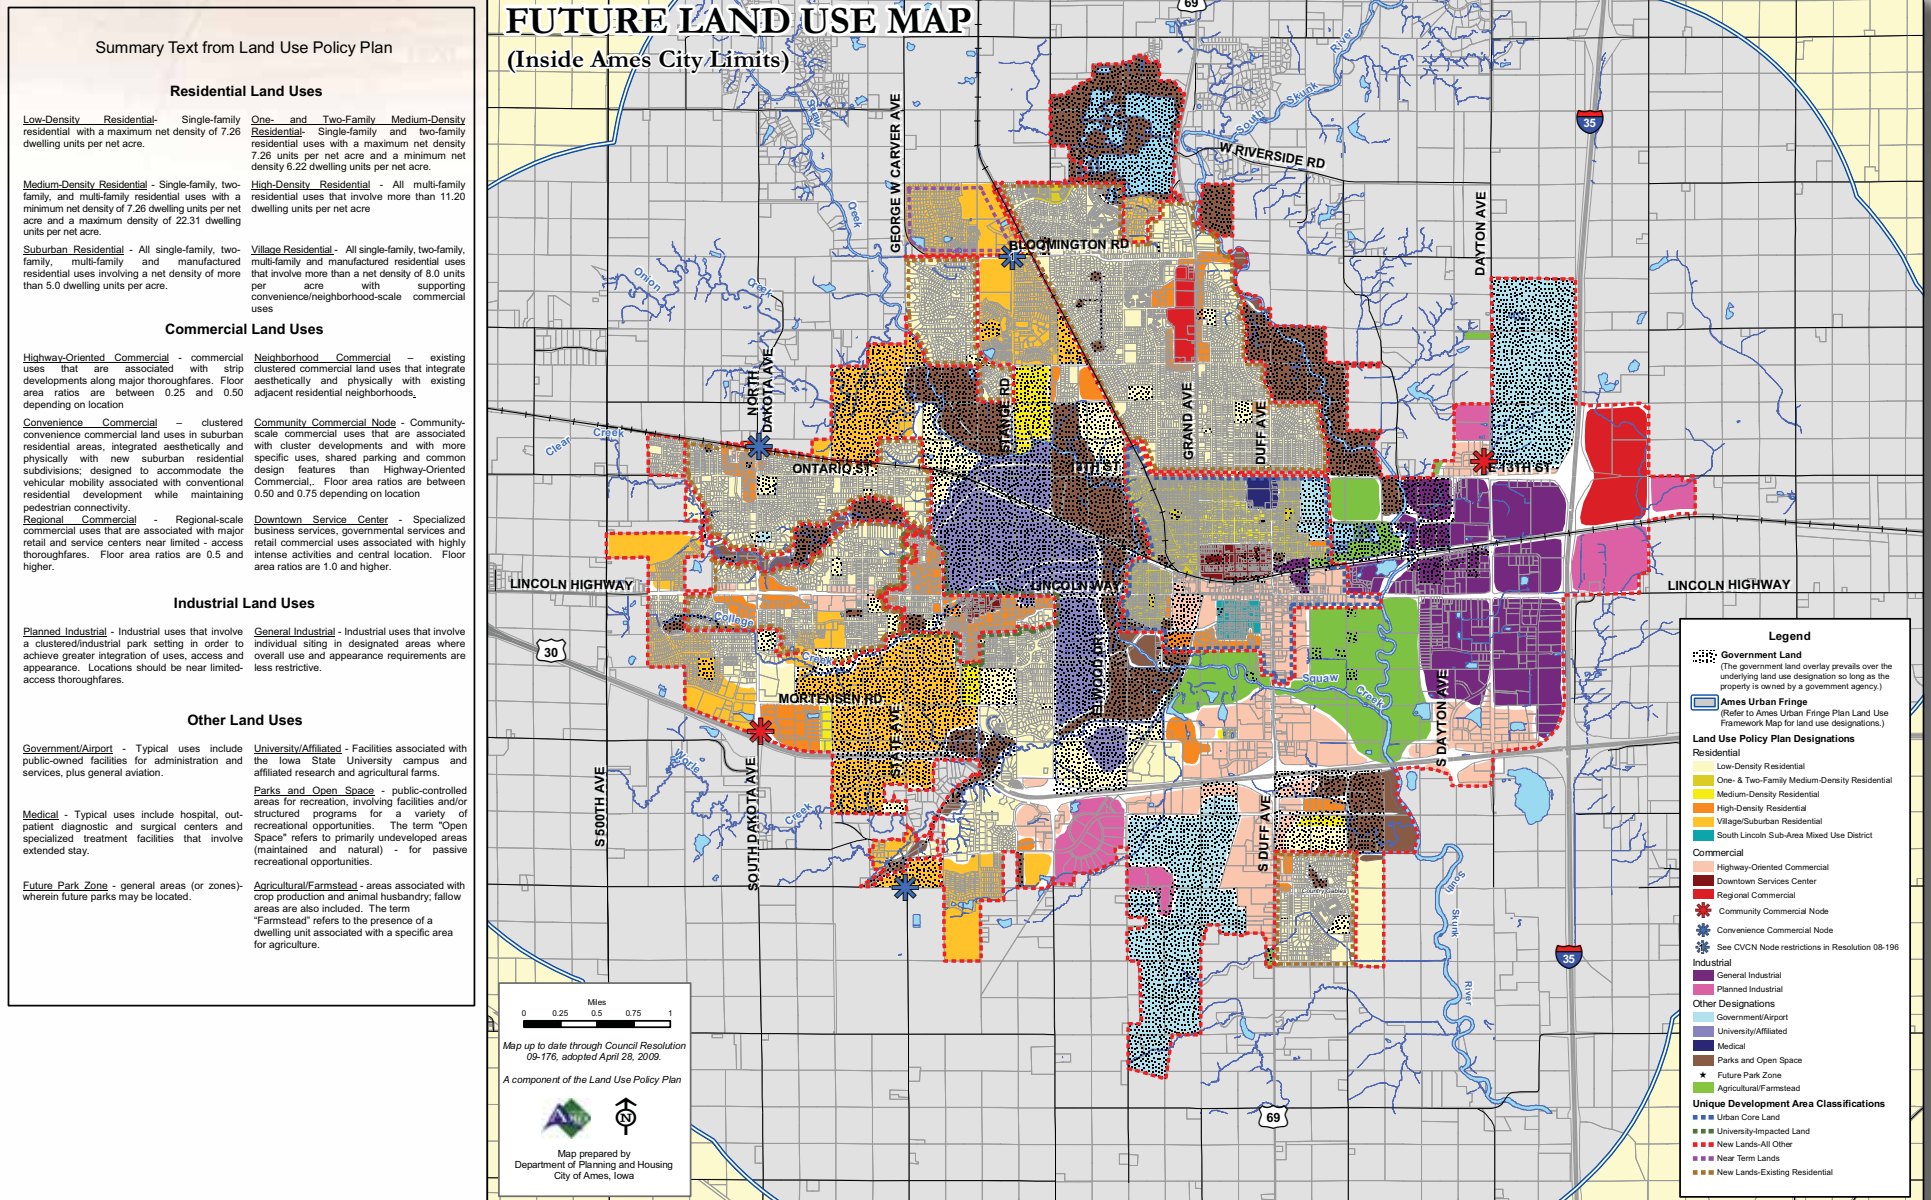 Summary Text from Land Use Policy Plan
Residential Land Uses
Low-Density Residential- Single-family
residential with a maximum net density of 7.26
dwelling units per net acre.
One- and Two-Family Medium-Density
Residential- Single-family and two-family
residential uses with a maximum net density
7.26 units per net acre and a minimum net
density 6.22 dwelling units per net acre.
Medium-Density Residential - Single-family, two-
family, and multi-family residential uses with a
minimum net density of 7.26 dwelling units per net
acre and a maximum density of 22.31 dwelling
units per net acre.
High-Density Residential - All multi-family
residential uses that involve more than 11.20
dwelling units per net acre
Suburban Residential - All single-family, two-
family, multi-family and manufactured
residential uses involving a net density of more
than 5.0 dwelling units per acre.
Village Residential - All single-family, two-family,
multi-family and manufactured residential uses
that involve more than a net density of 8.0 units
per acre with supporting
convenience/neighborhood-scale commercial
uses
Commercial Land Uses
Highway-Oriented Commercial - commercial
uses that are associated with strip
developments along major thoroughfares. Floor
area ratios are between 0.25 and 0.50
depending on location
Neighborhood Commercial – existing
clustered commercial land uses that integrate
aesthetically and physically with existing
adjacent residential neighborhoods.
Convenience Commercial – clustered
convenience commercial land uses in suburban
residential areas, integrated aesthetically and
physically with new suburban residential
subdivisions; designed to accommodate the
vehicular mobility associated with conventional
residential development while maintaining
pedestrian connectivity.
Community Commercial Node - Community-
scale commercial uses that are associated
with cluster developments and with more
specific uses, shared parking and common
design features than Highway-Oriented
Commercial,. Floor area ratios are between
0.50 and 0.75 depending on location
Regional Commercial - Regional-scale
commercial uses that are associated with major
retail and service centers near limited - access
thoroughfares. Floor area ratios are 0.5 and
higher.
Downtown Service Center - Specialized
business services, governmental services and
retail commercial uses associated with highly
intense activities and central location. Floor
area ratios are 1.0 and higher.
Industrial Land Uses
Planned Industrial - Industrial uses that involve
a clustered/industrial park setting in order to
achieve greater integration of uses, access and
appearance. Locations should be near limited-
access thoroughfares.
General Industrial - Industrial uses that involve
individual siting in designated areas where
overall use and appearance requirements are
less restrictive.
Other Land Uses
Government/Airport - Typical uses include
public-owned facilities for administration and
services, plus general aviation.
University/Affiliated - Facilities associated with
the Iowa State University campus and
affiliated research and agricultural farms.
Medical - Typical uses include hospital, out-
patient diagnostic and surgical centers and
specialized treatment facilities that involve
extended stay.
Parks and Open Space - public-controlled
areas for recreation, involving facilities and/or
structured programs for a variety of
recreational opportunities. The term "Open
Space" refers to primarily underdeveloped areas
(maintained and natural) - for passive
recreational opportunities.
Future Park Zone - general areas (or zones)-
wherein future parks may be located.
Agricultural/Farmstead - areas associated with
crop production and animal husbandry; fallow
areas are also included. The term
“Farmstead” refers to the presence of a
dwelling unit associated with a specific area
for agriculture.
FUTURE LAND USE MAP
(Inside Ames City Limits)
69
35
South Skunk River
W RIVERSIDE RD
GEORGE W CARVER AVE
Squaw Creek
DAYTON AVE
BLOOMINGTON RD
Onion Creek
NORTH DAKOTA AVE
STANGE RD
GRAND AVE
DUFF AVE
Clear Creek
ONTARIO ST
13TH ST
E 13TH ST
LINCOLN HIGHWAY
LINCOLN WAY
LINCOLN HIGHWAY
College Creek
30
ELWOOD DR
Squaw Creek
MORTENSEN RD
STATE AVE
S DAYTON AVE
Worle Creek
S 500TH AVE
SOUTH DAKOTA AVE
S DUFF AVE
Country Gables
South Skunk River
35
69
Miles
0 0.25 0.5 0.75 1
Map up to date through Council Resolution
09-176, adopted April 28, 2009.
A component of the Land Use Policy Plan
N
Map prepared by
Department of Planning and Housing
City of Ames, Iowa
Legend
Government Land
(The government land overlay prevails over the
underlying land use designation so long as the
property is owned by a government agency.)
Ames Urban Fringe
(Refer to Ames Urban Fringe Plan Land Use
Framework Map for land use designations.)
Land Use Policy Plan Designations
Residential
Low-Density Residential
One- & Two-Family Medium-Density Residential
Medium-Density Residential
High-Density Residential
Village/Suburban Residential
South Lincoln Sub-Area Mixed Use District
Commercial
Highway-Oriented Commercial
Downtown Services Center
Regional Commercial
Community Commercial Node
Convenience Commercial Node
See CVCN Node restrictions in Resolution 08-196
Industrial
General Industrial
Planned Industrial
Other Designations
Government/Airport
University/Affiliated
Medical
Parks and Open Space
Future Park Zone
Agricultural/Farmstead
Unique Development Area Classifications
Urban Core Land
University-Impacted Land
New Lands-All Other
Near Term Lands
New Lands-Existing Residential